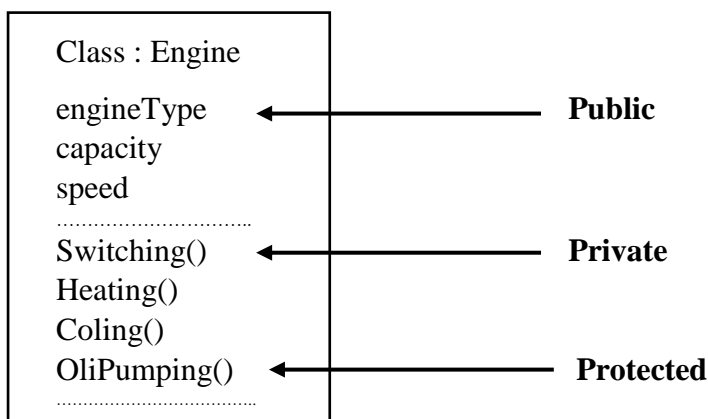 Class : Engine
engineType Public
capacity
speed
…………………………..
Switching() Private
Heating()
Coling()
OliPumping() Protected
………………………………..